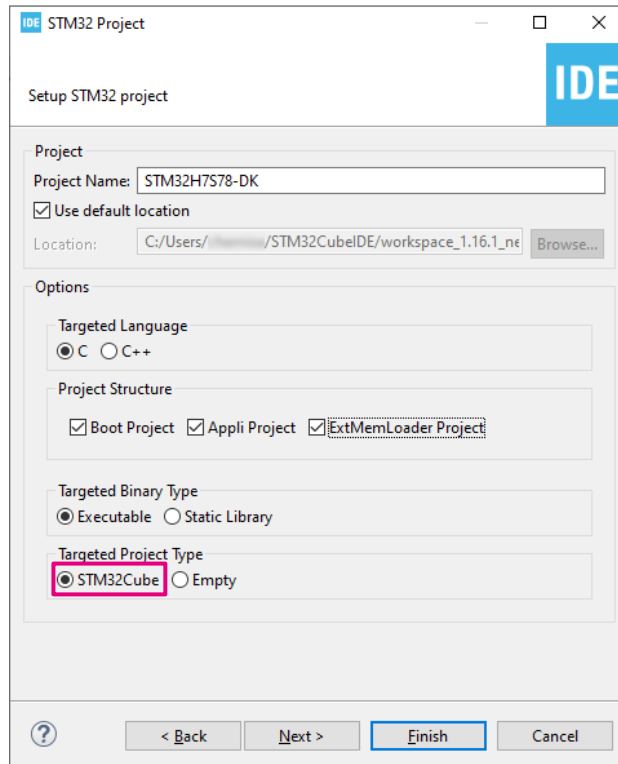 IDE STM32 Project
Setup STM32 project
IDE
Project
Project Name: STM32H7S78-DK
Use default location
Location: C:/Users/ /STM32CubeIDE/workspace_1.16.1_ne Browse...
Options
Targeted Language
C C++
Project Structure
Boot Project Appli Project ExtMemLoader Project
Targeted Binary Type
Executable Static Library
Targeted Project Type
STM32Cube Empty
? < Back Next > Finish Cancel